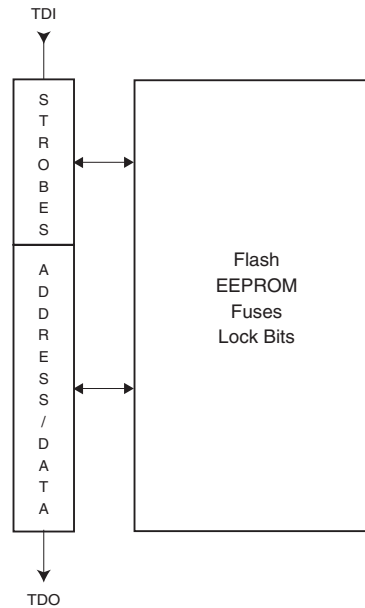 TDI
STROBES
ADDRESS/DATA
Flash
EEPROM
Fuses
Lock Bits
TDO